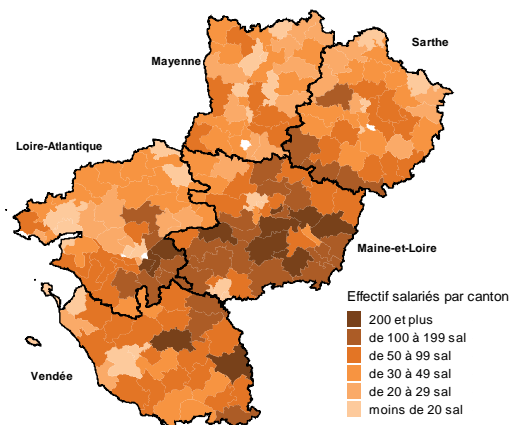 Sarthe
Mayenne
Loire-Atlantique
Maine-et-Loire
Vendée
Effectif salariés par canton
200 et plus
de 100 à 199 sal
de 50 à 99 sal
de 30 à 49 sal
de 20 à 29 sal
moins de 20 sal